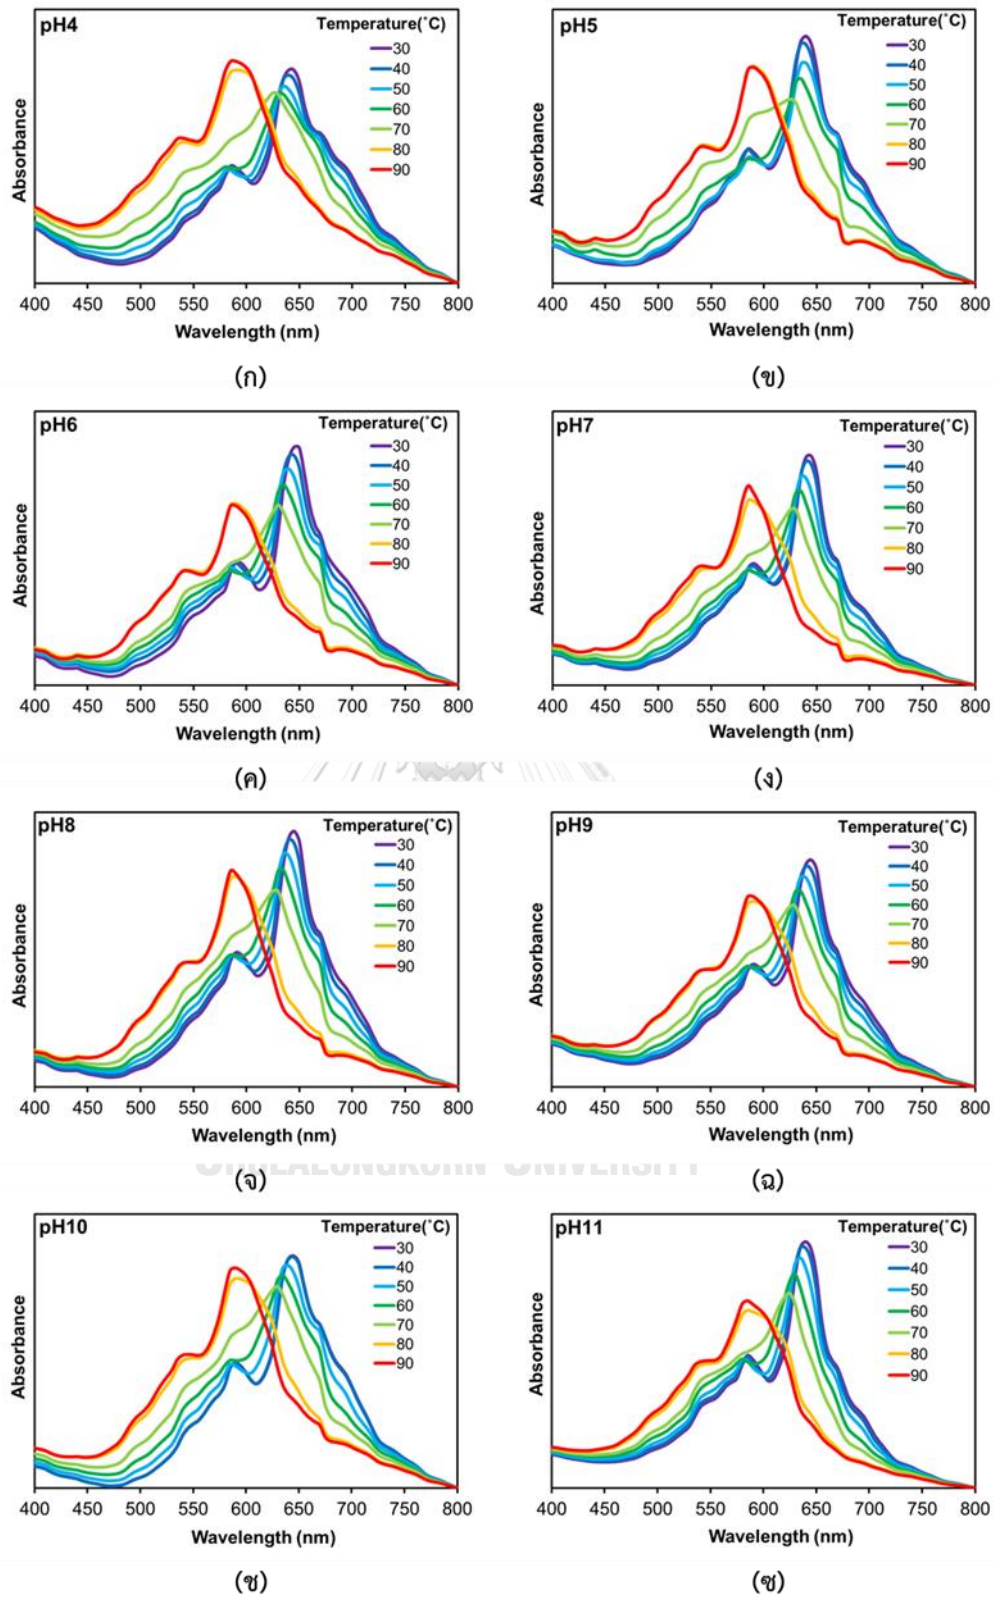 pH4 Temperature(˚C)
30
40
50
60
70
80
90
Absorbance
400 450 500 550 600 650 700 750 800
Wavelength (nm)
(ก)
pH5 Temperature(˚C)
30
40
50
60
70
80
90
Absorbance
400 450 500 550 600 650 700 750 800
Wavelength (nm)
(ข)
pH6 Temperature(˚C)
30
40
50
60
70
80
90
Absorbance
400 450 500 550 600 650 700 750 800
Wavelength (nm)
(ค)
pH7 Temperature(˚C)
30
40
50
60
70
80
90
Absorbance
400 450 500 550 600 650 700 750 800
Wavelength (nm)
(ง)
pH8 Temperature(˚C)
30
40
50
60
70
80
90
Absorbance
400 450 500 550 600 650 700 750 800
Wavelength (nm)
(จ)
pH9 Temperature(˚C)
30
40
50
60
70
80
90
Absorbance
400 450 500 550 600 650 700 750 800
Wavelength (nm)
(ฉ)
CHULALONGKORN UNIVERSITY
pH10 Temperature(˚C)
30
40
50
60
70
80
90
Absorbance
400 450 500 550 600 650 700 750 800
Wavelength (nm)
(ช)
pH11 Temperature(˚C)
30
40
50
60
70
80
90
Absorbance
400 450 500 550 600 650 700 750 800
Wavelength (nm)
(ซ)